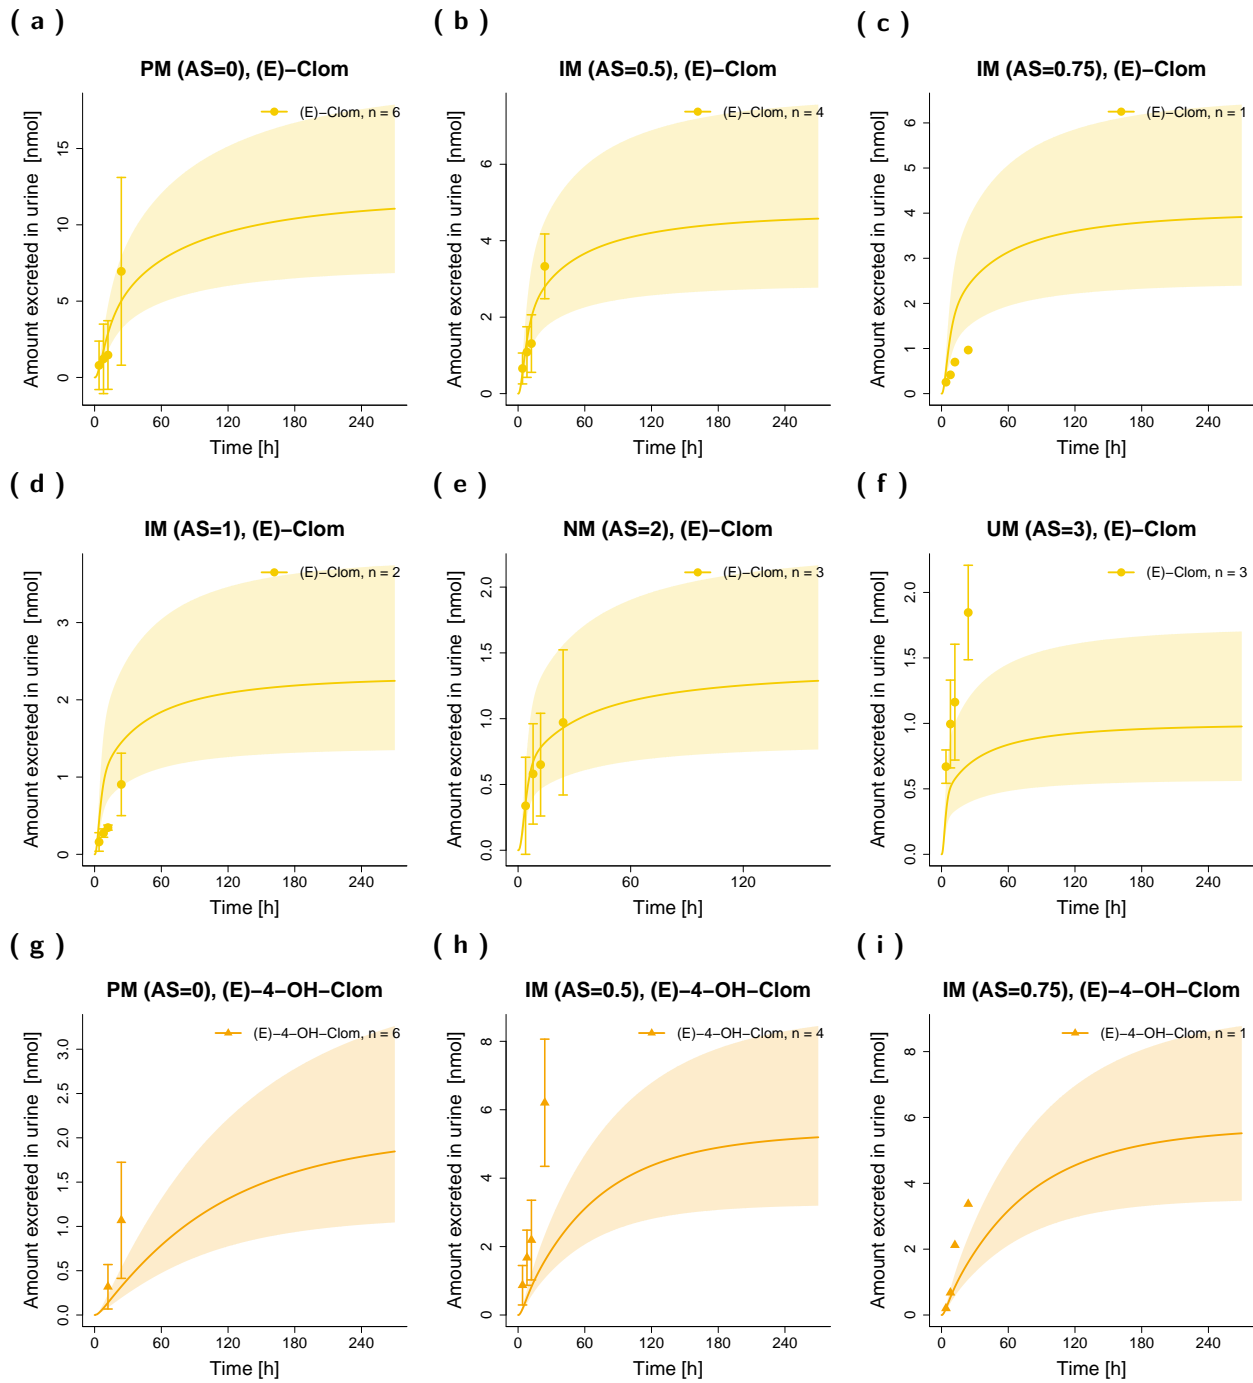 ( a )
PM (AS=0), (E)−Clom
(E)−Clom, n = 6
Amount excreted in urine [nmol]
15
10
5
0
0 60 120 180 240
Time [h]
( b )
IM (AS=0.5), (E)−Clom
(E)−Clom, n = 4
Amount excreted in urine [nmol]
6
4
2
0
0 60 120 180 240
Time [h]
( c )
IM (AS=0.75), (E)−Clom
(E)−Clom, n = 1
Amount excreted in urine [nmol]
6
5
4
3
2
1
0
0 60 120 180 240
Time [h]
( d )
IM (AS=1), (E)−Clom
(E)−Clom, n = 2
Amount excreted in urine [nmol]
3
2
1
0
0 60 120 180 240
Time [h]
( e )
NM (AS=2), (E)−Clom
(E)−Clom, n = 3
Amount excreted in urine [nmol]
2.0
1.5
1.0
0.5
0.0
0 60 120
Time [h]
( f )
UM (AS=3), (E)−Clom
(E)−Clom, n = 3
Amount excreted in urine [nmol]
2.0
1.5
1.0
0.5
0.0
0 60 120 180 240
Time [h]
( g )
PM (AS=0), (E)−4−OH−Clom
(E)−4−OH−Clom, n = 6
Amount excreted in urine [nmol]
3.0
2.5
2.0
1.5
1.0
0.5
0.0
0 60 120 180 240
Time [h]
( h )
IM (AS=0.5), (E)−4−OH−Clom
(E)−4−OH−Clom, n = 4
Amount excreted in urine [nmol]
8
6
4
2
0
0 60 120 180 240
Time [h]
( i )
IM (AS=0.75), (E)−4−OH−Clom
(E)−4−OH−Clom, n = 1
Amount excreted in urine [nmol]
8
6
4
2
0
0 60 120 180 240
Time [h]